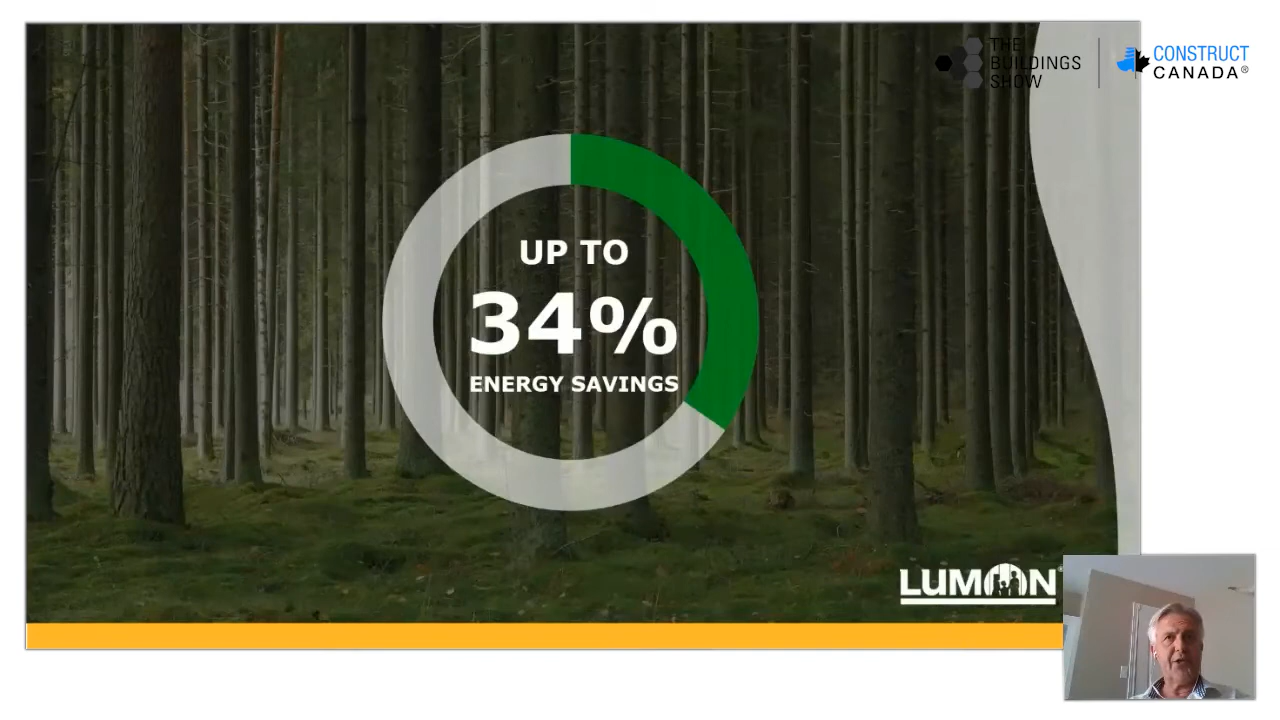 THE
BUILDINGS
SHOW
CONSTRUCT
CANADA®
UP TO
34%
ENERGY SAVINGS
LUMON